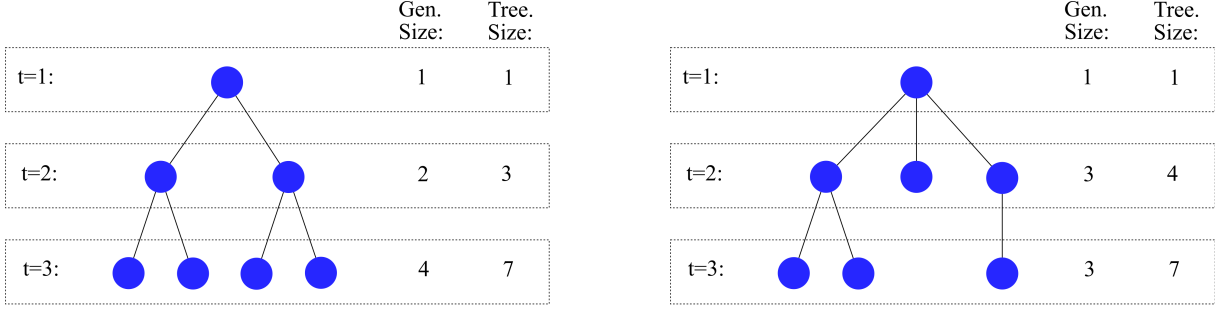 Gen. Tree.
Size: Size:
t=1: 1 1
t=2: 2 3
t=3: 4 7
Gen. Tree.
Size: Size:
t=1: 1 1
t=2: 3 4
t=3: 3 7